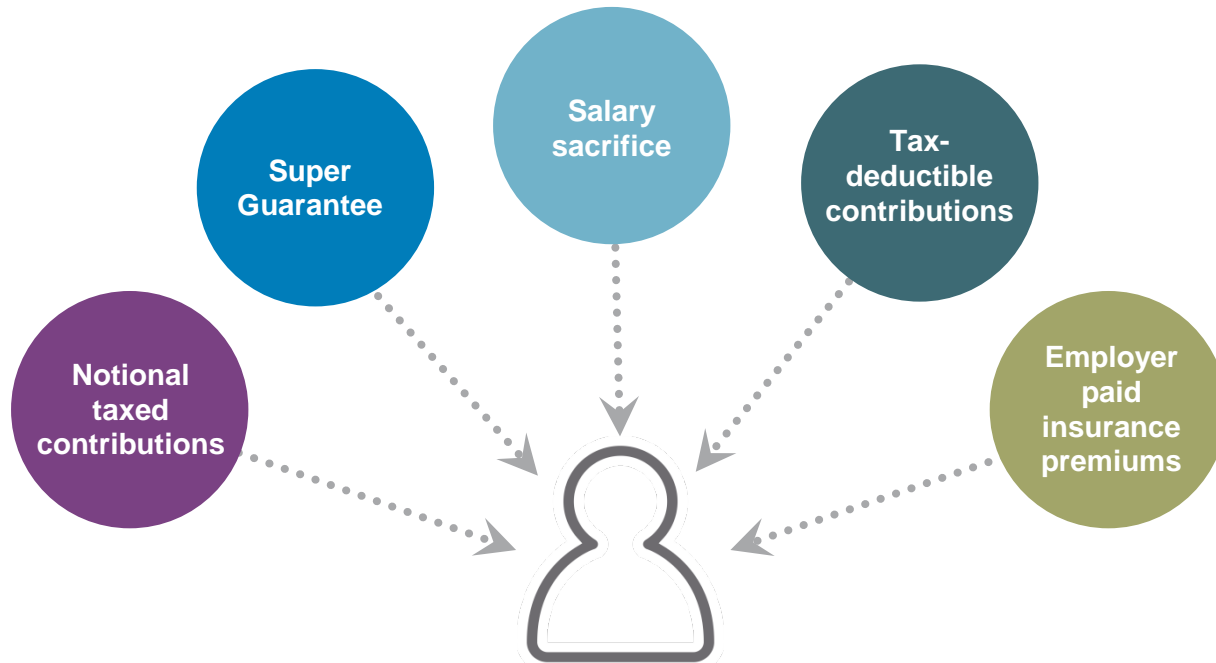 Notional
taxed
contributions
Super
Guarantee
Salary
sacrifice
Tax-
deductible
contributions
Employer
paid
insurance
premiums